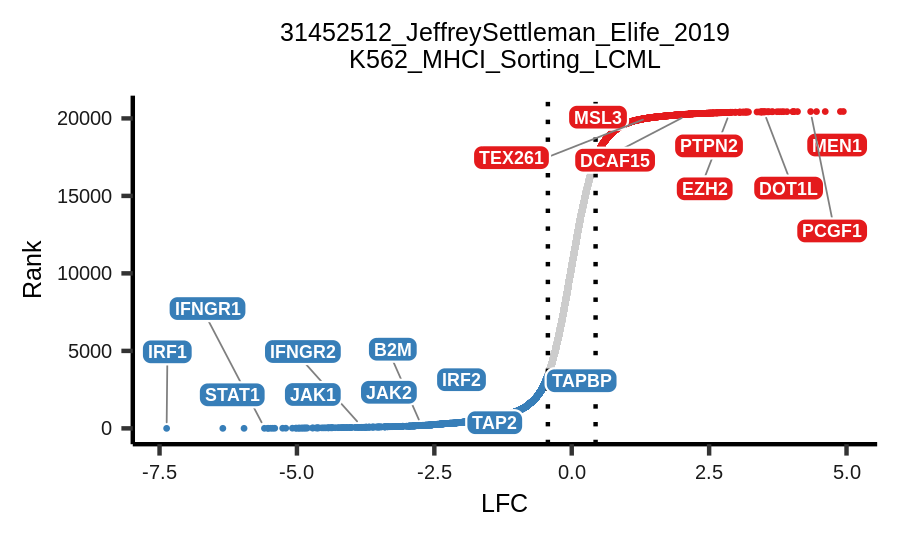 31452512_JeffreySettleman_Elife_2019
K562_MHCI_Sorting_LCML
Rank
20000
15000
10000
5000
0
MSL3
TEX261
DCAF15
PTPN2
MEN1
EZH2
DOT1L
PCGF1
IFNGR1
IRF1
IFNGR2
B2M
IRF2
TAPBP
STAT1
JAK1
JAK2
TAP2
-7.5
-5.0
-2.5
0.0
2.5
5.0
LFC